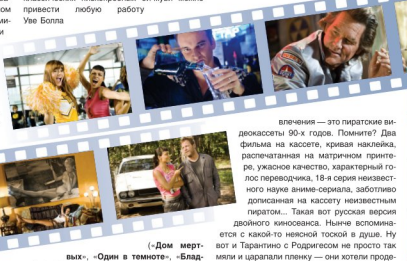 привести любую работу
Уве Болла
влечения — это пиратские ви-
деокассеты 90-х годов. Помните? Два
фильма на кассете, кривая наклейка,
распечатанная на матричном принте-
ре, ужасное качество, характерный го-
лос переводчика, 18-я серия неизвест-
ного науке аниме-сериала, заботливо
дописанная на кассету неизвестным
пиратом... Такая вот русская версия
двойного киносеанса. Нынче вспомина-
ется с какой-то неясной тоской в душе. Ну
вот и Тарантино с Родригесом не просто так
мяли и царапали пленку — они хотели проде-
(«Дом мерт-
вых», «Один в темноте», «Блад-